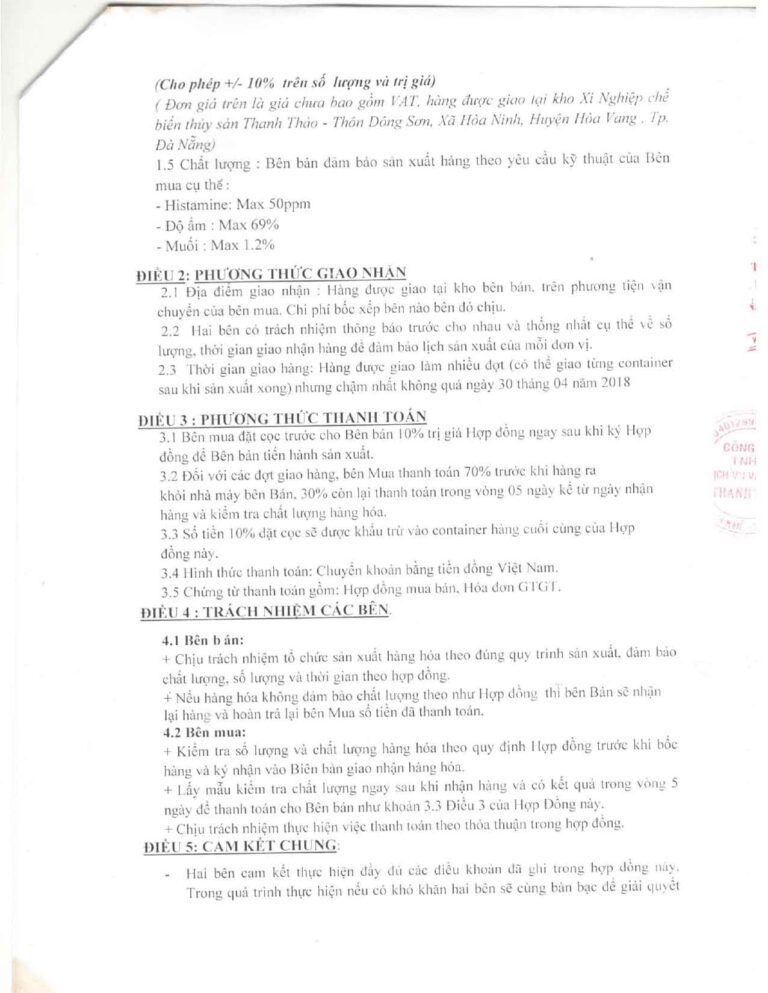 (Cho phép +/- 10% trên số lượng và trị giá)
( Đơn giá trên là giá chưa bao gồm VAT, hàng được giao tại kho Xí Nghiệp chế
biến thủy sản Thanh Thảo - Thôn Đông Sơn, Xã Hòa Ninh, Huyện Hòa Vang , Tp.
Đà Nẵng)
1.5 Chất lượng : Bên bán đảm bảo sản xuất hàng theo yêu cầu kỹ thuật của Bên
mua cụ thể :
- Histamine: Max 50ppm
- Độ ẩm : Max 69%
- Muối : Max 1.2%
ĐIỀU 2: PHƯƠNG THỨC GIAO NHẬN
2.1 Địa điểm giao nhận : Hàng được giao tại kho bên bán, trên phương tiện vận
chuyển của bên mua. Chi phí bốc xếp bên nào bên đó chịu.
2.2 Hai bên có trách nhiệm thông báo trước cho nhau và thống nhất cụ thể về số
lượng, thời gian giao nhận hàng để đảm bảo lịch sản xuất của mỗi đơn vị.
2.3 Thời gian giao hàng: Hàng được giao làm nhiều đợt (có thể giao từng container
sau khi sản xuất xong) nhưng chậm nhất không quá ngày 30 tháng 04 năm 2018
ĐIỀU 3 : PHƯƠNG THỨC THANH TOÁN
3.1 Bên mua đặt cọc trước cho Bên bán 10% trị giá Hợp đồng ngay sau khi ký Hợp
đồng để Bên bán tiến hành sản xuất.
3.2 Đối với các đợt giao hàng, bên Mua thanh toán 70% trước khi hàng ra
khỏi nhà máy bên Bán, 30% còn lại thanh toán trong vòng 05 ngày kể từ ngày nhận
hàng và kiểm tra chất lượng hàng hóa.
3.3 Số tiền 10% đặt cọc sẽ được khấu trừ vào container hàng cuối cùng của Hợp
đồng này.
3.4 Hình thức thanh toán: Chuyển khoản bằng tiền đồng Việt Nam.
3.5 Chứng từ thanh toán gồm: Hợp đồng mua bán, Hóa đơn GTGT.
ĐIỀU 4 : TRÁCH NHIỆM CÁC BÊN.
4.1 Bên b án:
+ Chịu trách nhiệm tổ chức sản xuất hàng hóa theo đúng quy trình sản xuất, đảm bảo
chất lượng, số lượng và thời gian theo hợp đồng.
+ Nếu hàng hóa không đảm bảo chất lượng theo như Hợp đồng thì bên Bán sẽ nhận
lại hàng và hoàn trả lại bên Mua số tiền đã thanh toán.
4.2 Bên mua:
+ Kiểm tra số lượng và chất lượng hàng hóa theo quy định Hợp đồng trước khi bốc
hàng và ký nhận vào Biên bản giao nhận hàng hóa.
+ Lấy mẫu kiểm tra chất lượng ngay sau khi nhận hàng và có kết quả trong vòng 5
ngày để thanh toán cho Bên bán như khoản 3.3 Điều 3 của Hợp Đồng này.
+ Chịu trách nhiệm thực hiện việc thanh toán theo thỏa thuận trong hợp đồng.
ĐIỀU 5: CAM KẾT CHUNG:
- Hai bên cam kết thực hiện đầy đủ các điều khoản đã ghi trong hợp đồng này.
Trong quá trình thực hiện nếu có khó khăn hai bên sẽ cùng bàn bạc để giải quyết
CÔNG
TNH
THANH